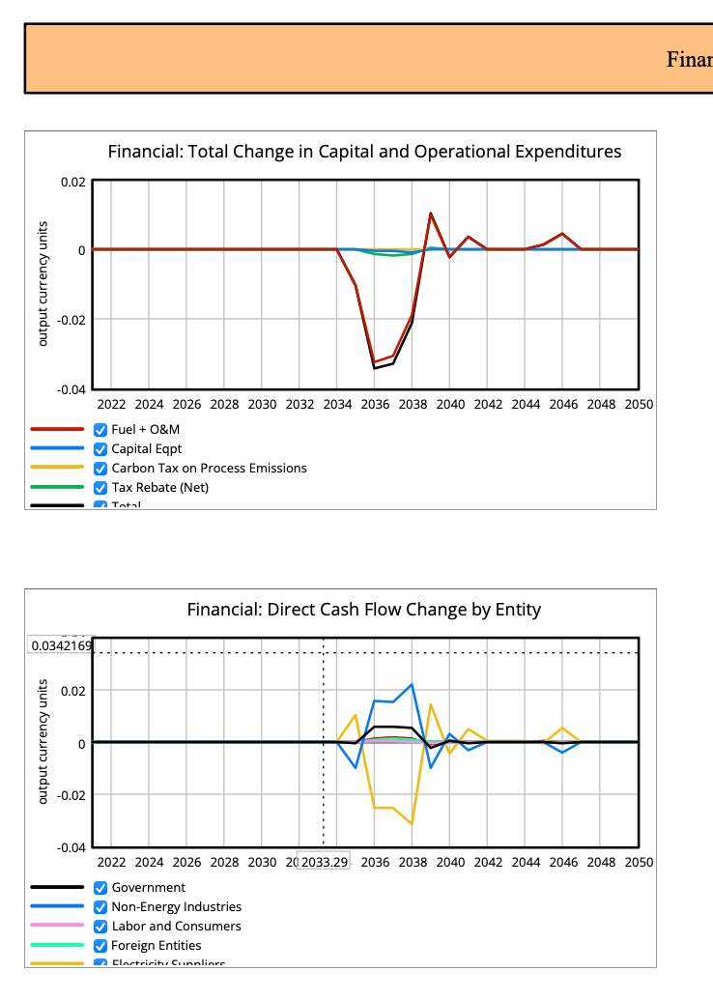 Finan
Financial: Total Change in Capital and Operational Expenditures
output currency units
0.02
0
-0.02
-0.04
2022 2024 2026 2028 2030 2032 2034 2036 2038 2040 2042 2044 2046 2048 2050
Fuel + O&M
Capital Eqpt
Carbon Tax on Process Emissions
Tax Rebate (Net)
Total
Financial: Direct Cash Flow Change by Entity
output currency units
0.0342169
0.02
0
-0.02
-0.04
2022 2024 2026 2028 2030 2033.29 2036 2038 2040 2042 2044 2046 2048 2050
Government
Non-Energy Industries
Labor and Consumers
Foreign Entities
Electricity Suppliers